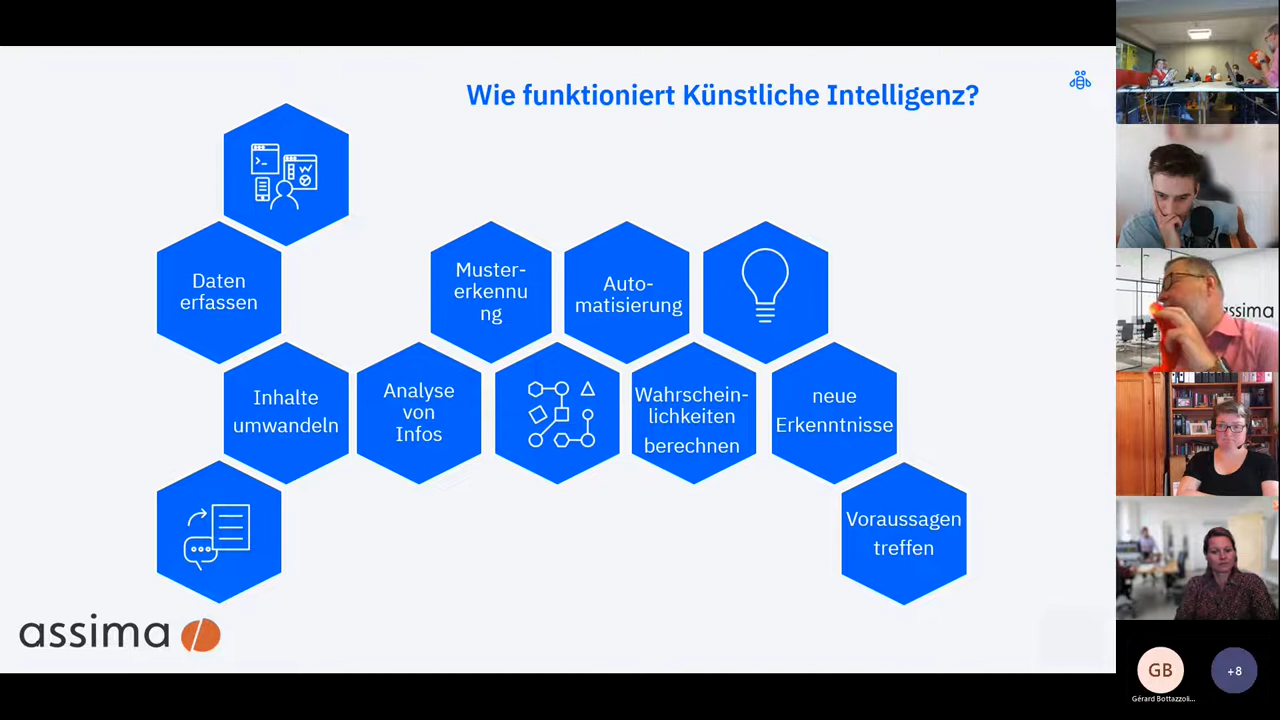 Wie funktioniert Künstliche Intelligenz?
Daten
erfassen
Inhalte
umwandeln
Analyse
von
Infos
Muster-
erkennu
ng
Auto-
matisierung
Wahrschein-
lichkeiten
berechnen
neue
Erkenntnisse
Voraussagen
treffen
assima
assima
GB
Gérard Bottazzoli...
+8